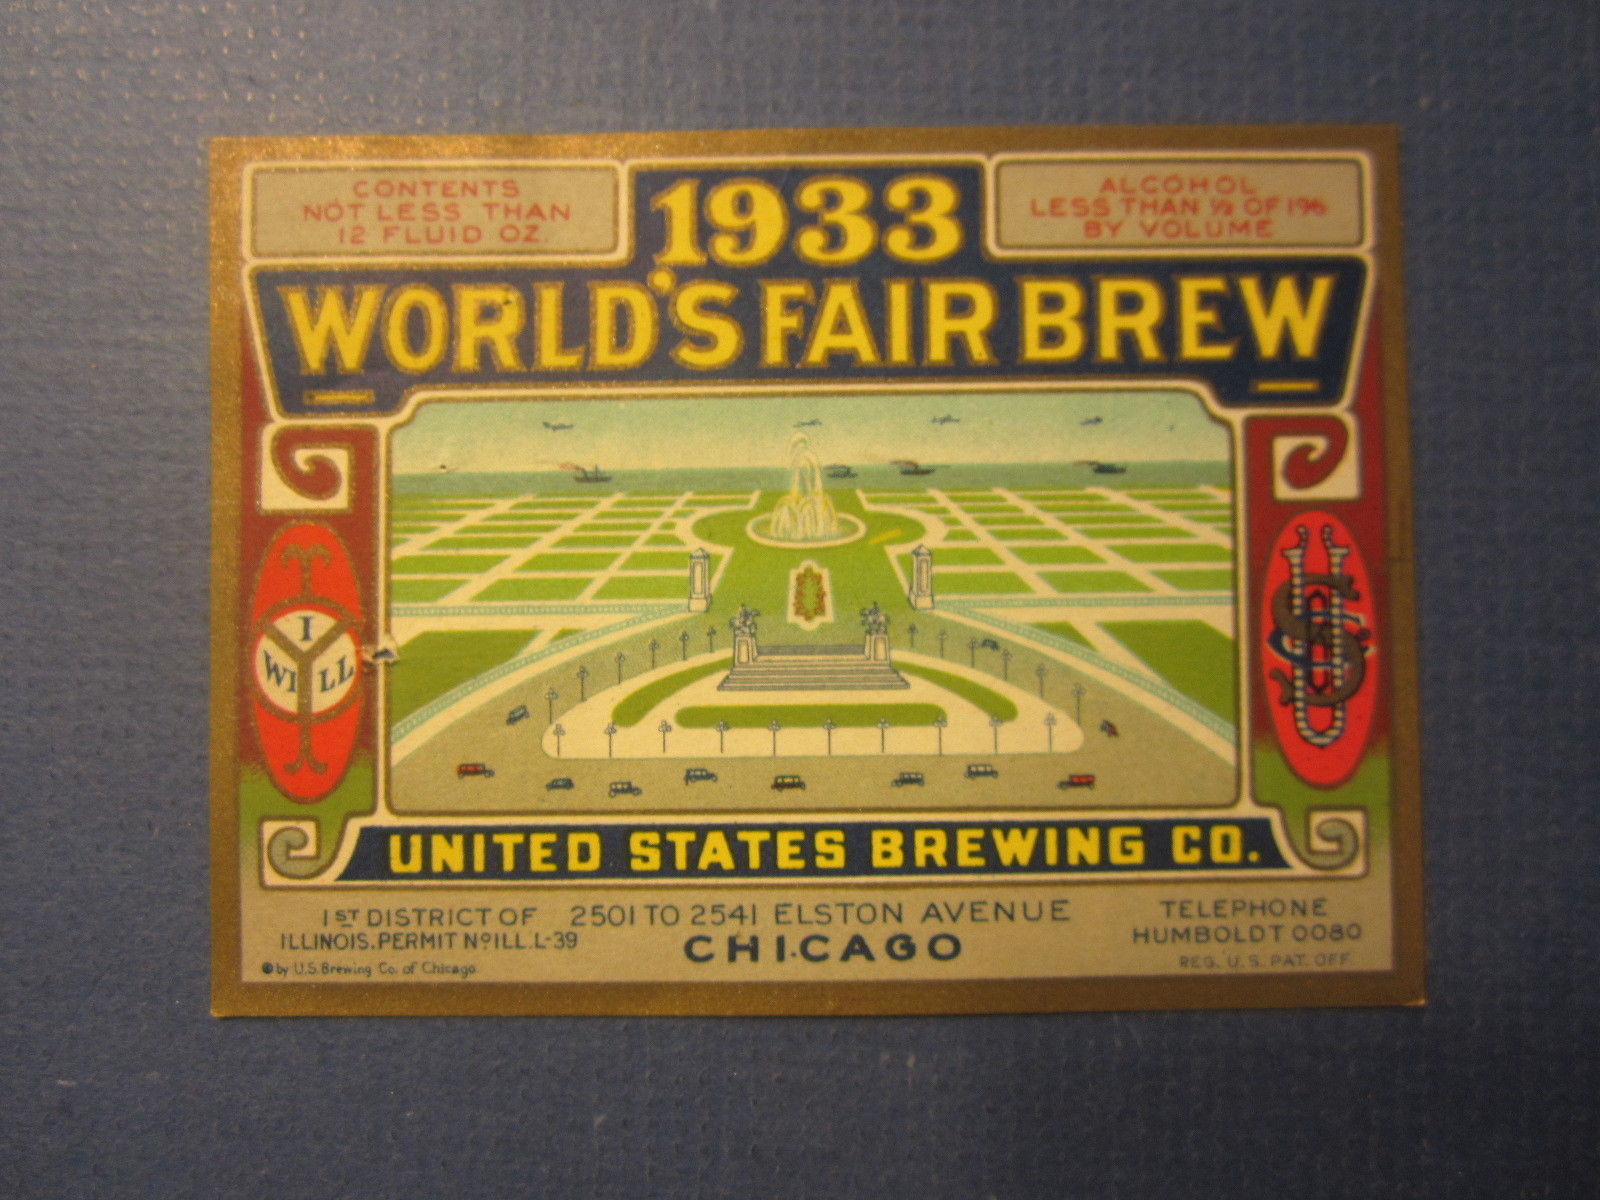 CONTENTS
NOT LESS THAN
12 FLUID OZ.
1933
ALCOHOL
LESS THAN ½ OF 1%
BY VOLUME
WORLD'S FAIR BREW
I
WILL
US
UNITED STATES BREWING CO.
1ST DISTRICT OF
ILLINOIS. PERMIT Nº ILL. L-39
© by U.S. Brewing Co. of Chicago
2501 TO 2541 ELSTON AVENUE
CHICAGO
TELEPHONE
HUMBOLDT 0080
REG. U. S. PAT. OFF.